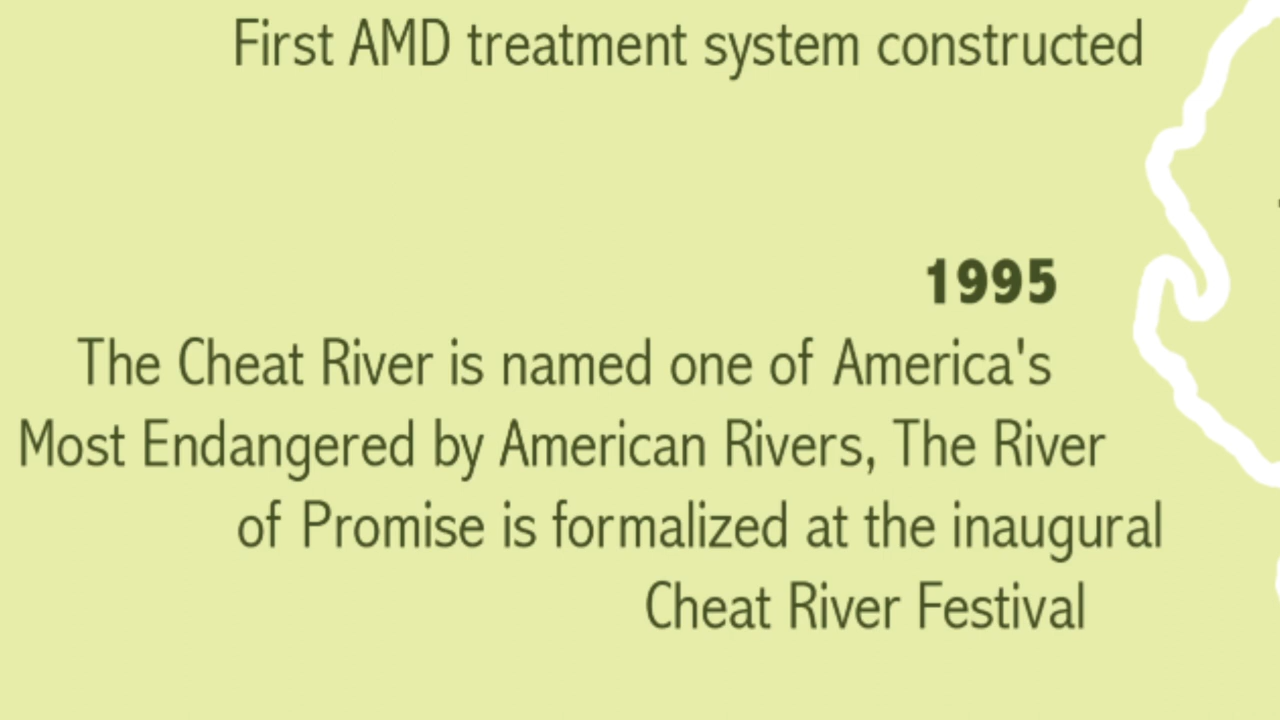 First AMD treatment system constructed
1995
The Cheat River is named one of America's
Most Endangered by American Rivers, The River
of Promise is formalized at the inaugural
Cheat River Festival